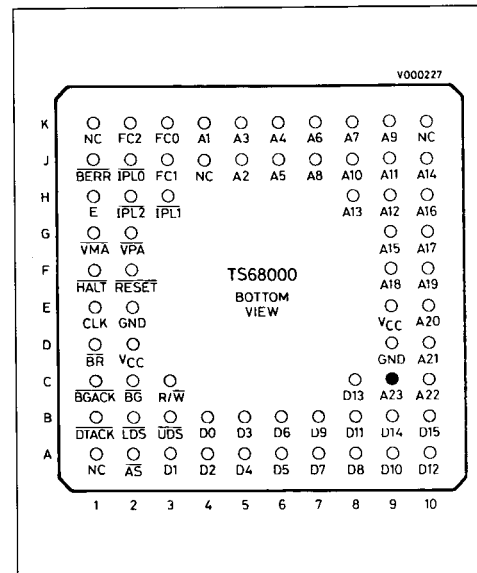 V000227
K
NC FC2 FC0 A1 A3 A4 A6 A7 A9 NC
J
BERR IPL0 FC1 NC A2 A5 A8 A10 A11 A14
H
E IPL2 IPL1 A13 A12 A16
G
VMA VPA A15 A17
F
HALT RESET A18 A19
TS68000
BOTTOM
VIEW
E
CLK GND VCC A20
D
BR VCC GND A21
C
BGACK BG R/W D13 A23 A22
B
DTACK LDS UDS D0 D3 D6 D9 D11 D14 D15
A
NC AS D1 D2 D4 D5 D7 D8 D10 D12
1 2 3 4 5 6 7 8 9 10